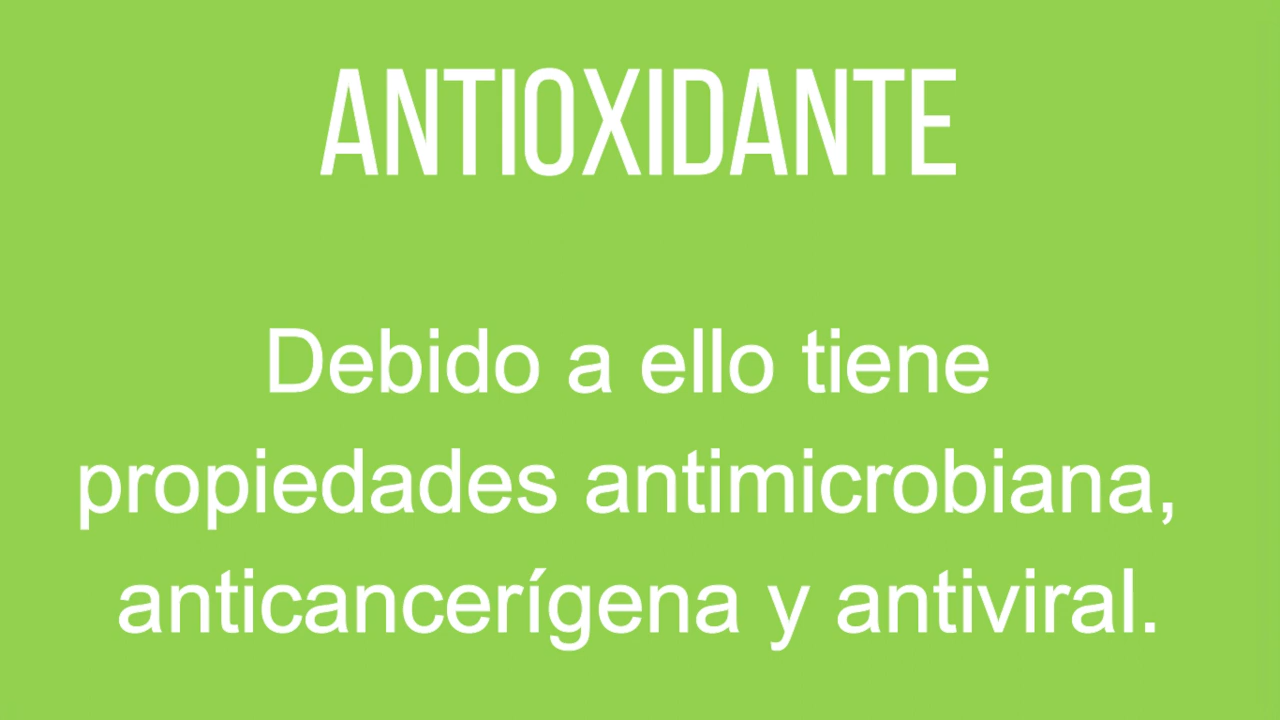 ANTIOXIDANTE
Debido a ello tiene
propiedades antimicrobiana,
anticancerígena y antiviral.